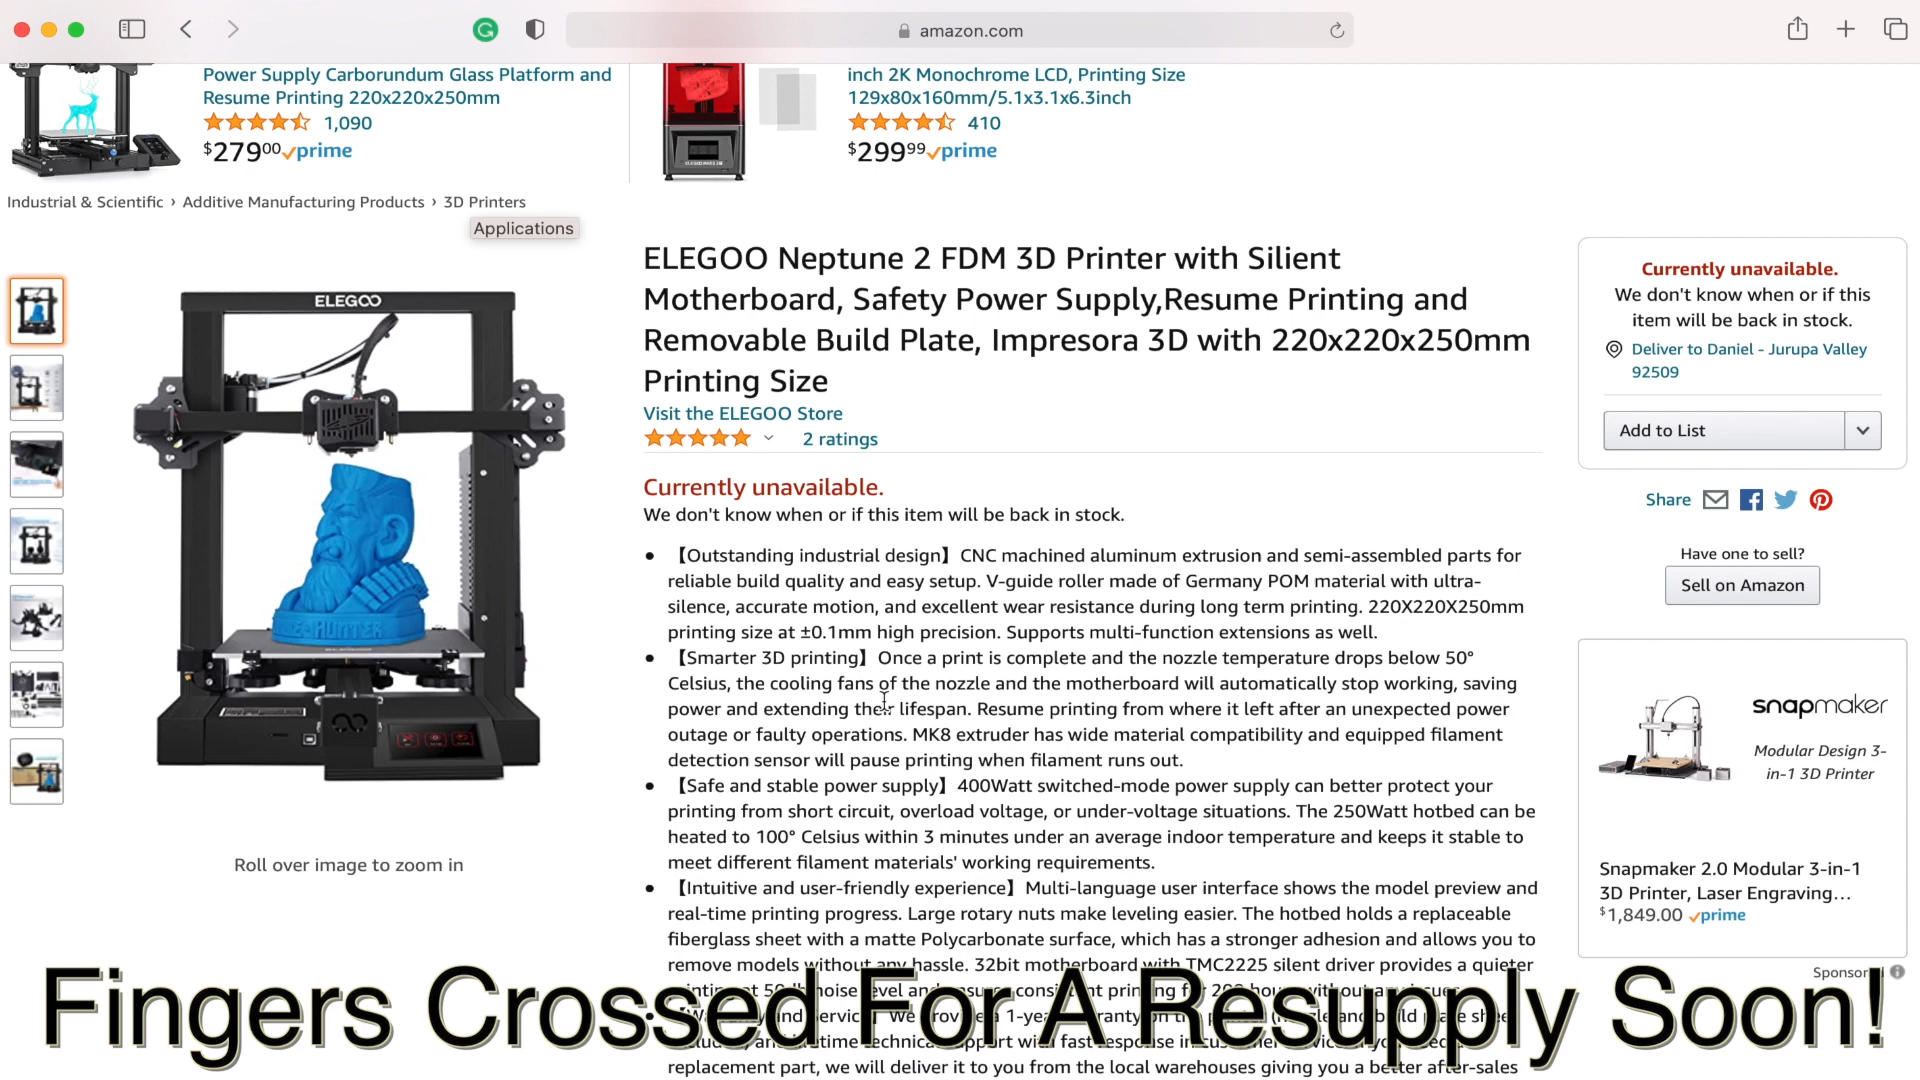 amazon.com
Power Supply Carborundum Glass Platform and
Resume Printing 220x220x250mm
1,090
$27900 prime
inch 2K Monochrome LCD, Printing Size
129x80x160mm/5.1x3.1x6.3inch
410
$29999 prime
Industrial & Scientific › Additive Manufacturing Products › 3D Printers
Applications
ELEGOO
ELEGOO Neptune 2 FDM 3D Printer with Silient
Motherboard, Safety Power Supply,Resume Printing and
Removable Build Plate, Impresora 3D with 220x220x250mm
Printing Size
Visit the ELEGOO Store
2 ratings
Currently unavailable.
We don't know when or if this item will be back in stock.
• 【Outstanding industrial design】CNC machined aluminum extrusion and semi-assembled parts for
reliable build quality and easy setup. V-guide roller made of Germany POM material with ultra-
silence, accurate motion, and excellent wear resistance during long term printing. 220X220X250mm
printing size at ±0.1mm high precision. Supports multi-function extensions as well.
• 【Smarter 3D printing】Once a print is complete and the nozzle temperature drops below 50°
Celsius, the cooling fans of the nozzle and the motherboard will automatically stop working, saving
power and extending their lifespan. Resume printing from where it left after an unexpected power
outage or faulty operations. MK8 extruder has wide material compatibility and equipped filament
detection sensor will pause printing when filament runs out.
• 【Safe and stable power supply】400Watt switched-mode power supply can better protect your
printing from short circuit, overload voltage, or under-voltage situations. The 250Watt hotbed can be
heated to 100° Celsius within 3 minutes under an average indoor temperature and keeps it stable to
meet different filament materials' working requirements.
• 【Intuitive and user-friendly experience】Multi-language user interface shows the model preview and
real-time printing progress. Large rotary nuts make leveling easier. The hotbed holds a replaceable
fiberglass sheet with a matte Polycarbonate surface, which has a stronger adhesion and allows you to
remove models without any hassle. 32bit motherboard with TMC2225 silent driver provides a quieter
replacement part, we will deliver it to you from the local warehouses giving you a better after-sales
Roll over image to zoom in
Currently unavailable.
We don't know when or if this
item will be back in stock.
Deliver to Daniel - Jurupa Valley
92509
Add to List
Share
Have one to sell?
Sell on Amazon
snapmaker
Modular Design 3-
in-1 3D Printer
Snapmaker 2.0 Modular 3-in-1
3D Printer, Laser Engraving...
$1,849.00 prime
Fingers Crossed For A Resupply Soon!